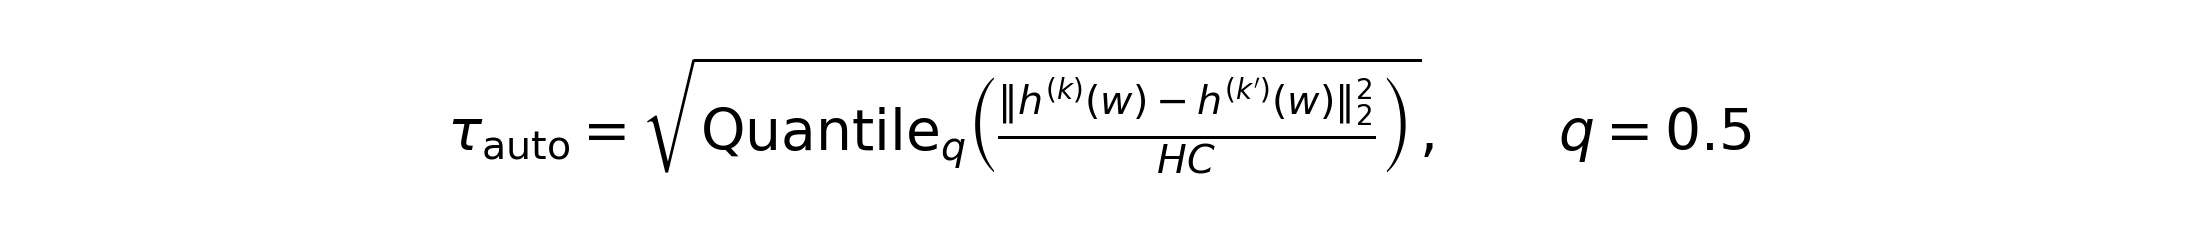 τ_auto = √(Quantile_q(‖h^(k)(w) − h^(k′)(w)‖₂² / HC)), q = 0.5